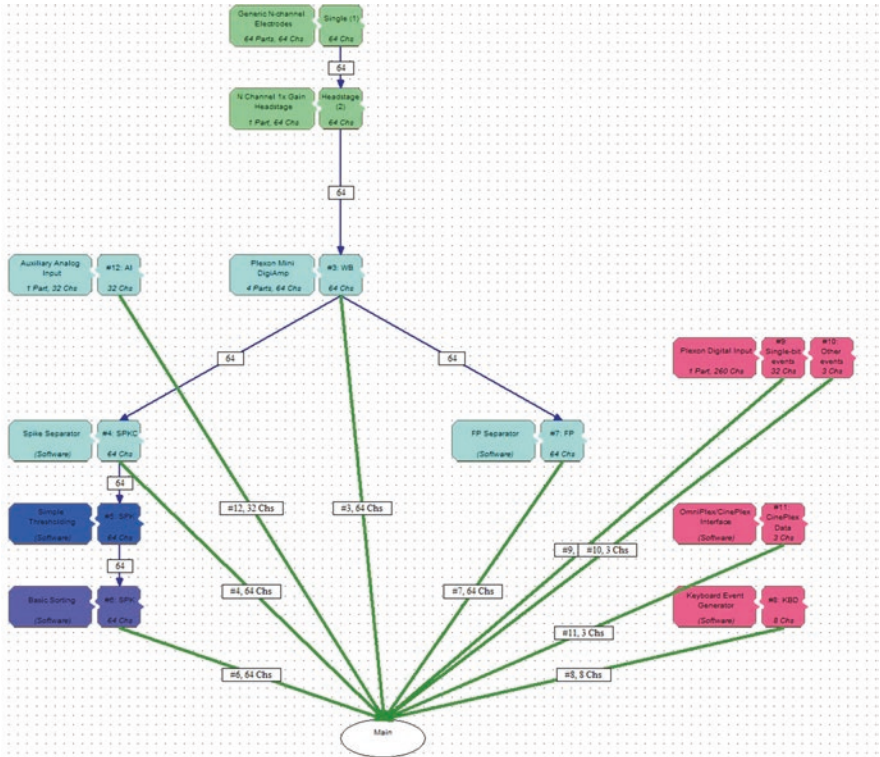 Generic N-channel
Electrodes
64 Parts, 64 Chs
Single (1)
64 Chs
64
N Channel 1x Gain
Headstage
1 Part, 64 Chs
Headstage
(2)
64 Chs
64
Auxiliary Analog
Input
1 Part, 32 Chs
#12: AI
32 Chs
Plexon Mini
DigiAmp
4 Parts, 64 Chs
#3: WB
64 Chs
64
64
Plexon Digital Input
1 Part, 260 Chs
#9:
Single-bit
events
32 Chs
#10:
Other
events
3 Chs
Spike Separator
(Software)
#4: SPKC
64 Chs
FP Separator
(Software)
#7: FP
64 Chs
64
Simple
Thresholding
(Software)
#5: SPK
64 Chs
#12, 32 Chs
#3, 64 Chs
OmniPlex/CinePlex
Interface
(Software)
#11:
CinePlex
Data
3 Chs
#9,
#10, 3 Chs
64
Basic Sorting
(Software)
#6: SPK
64 Chs
#4, 64 Chs
#7, 64 Chs
Keyboard Event
Generator
(Software)
#8: KBD
8 Chs
#11, 3 Chs
#6, 64 Chs
#8, 8 Chs
Main